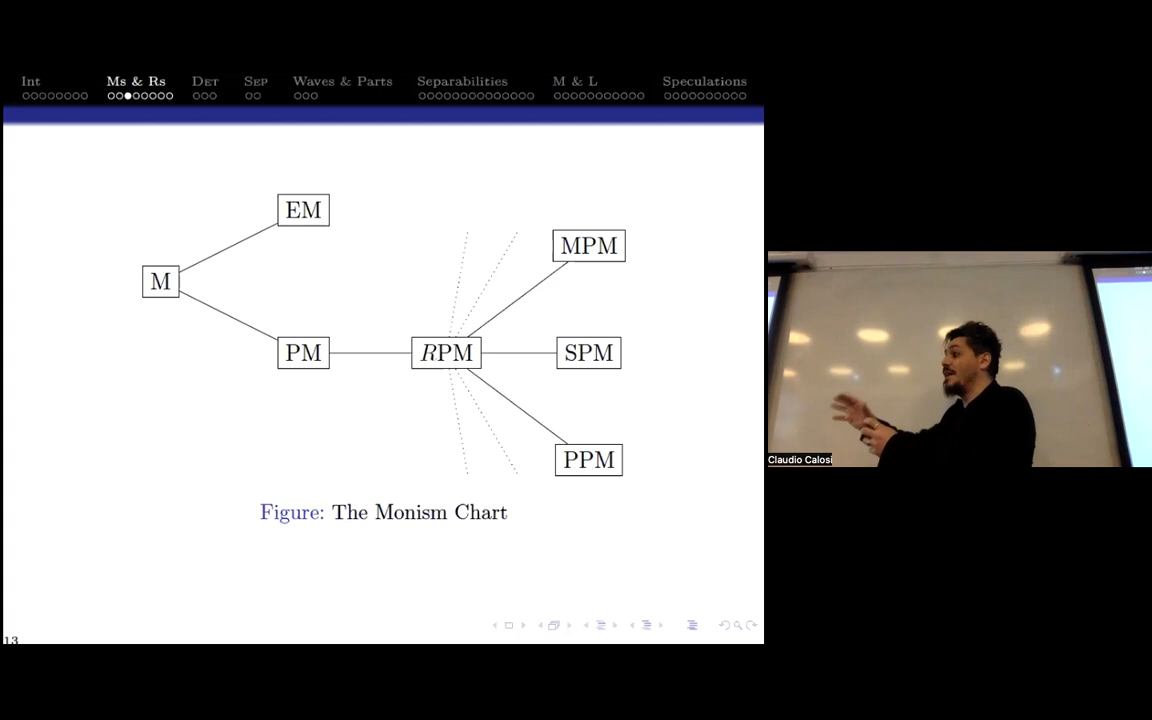 Int Ms & Rs Det Sep Waves & Parts Separabilities M & L Speculations
EM
MPM
M
PM RPM SPM
PPM
Figure: The Monism Chart
Claudio Calosi
13